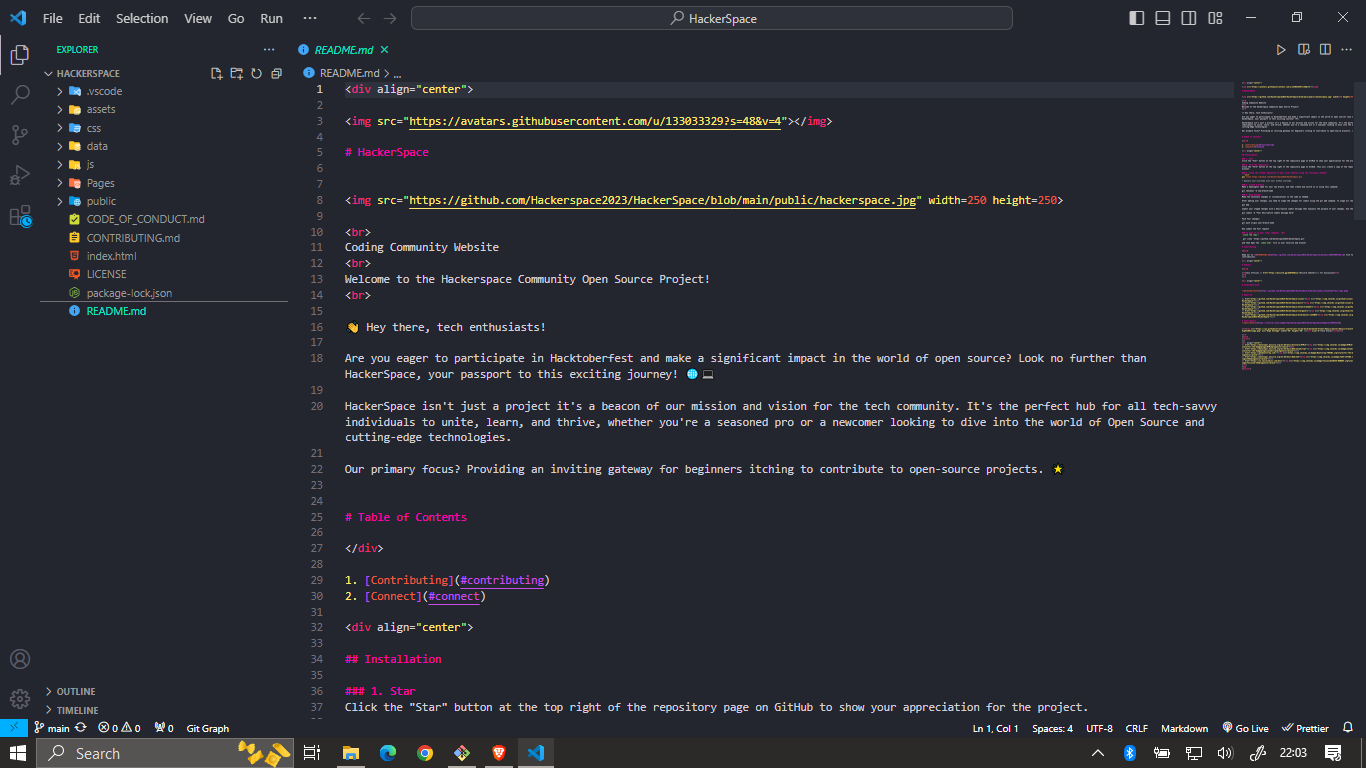 File Edit Selection View Go Run ··· HackerSpace
EXPLORER ···
HACKERSPACE
.vscode
assets
css
data
js
Pages
public
CODE_OF_CONDUCT.md
CONTRIBUTING.md
index.html
LICENSE
package-lock.json
README.md
OUTLINE
TIMELINE
README.md
README.md > ...
1 <div align="center">
2
3 <img src="https://avatars.githubusercontent.com/u/133033329?s=48&v=4"></img>
4
5 # HackerSpace
6
7
8 <img src="https://github.com/Hackerspace2023/HackerSpace/blob/main/public/hackerspace.jpg" width=250 height=250>
9
10 <br>
11 Coding Community Website
12 <br>
13 Welcome to the Hackerspace Community Open Source Project!
14 <br>
15
16 👋 Hey there, tech enthusiasts!
17
18 Are you eager to participate in Hacktoberfest and make a significant impact in the world of open source? Look no further than
HackerSpace, your passport to this exciting journey! 🌐💻
19
20 HackerSpace isn't just a project it's a beacon of our mission and vision for the tech community. It's the perfect hub for all tech-savvy
individuals to unite, learn, and thrive, whether you're a seasoned pro or a newcomer looking to dive into the world of Open Source and
cutting-edge technologies.
21
22 Our primary focus? Providing an inviting gateway for beginners itching to contribute to open-source projects. ⭐
23
24
25 # Table of Contents
26
27 </div>
28
29 1. [Contributing](#contributing)
30 2. [Connect](#connect)
31
32 <div align="center">
33
34 ## Installation
35
36 ### 1. Star
37 Click the "Star" button at the top right of the repository page on GitHub to show your appreciation for the project.
main 0 0 0 Git Graph Ln 1, Col 1 Spaces: 4 UTF-8 CRLF Markdown Go Live Prettier
Search 22:03